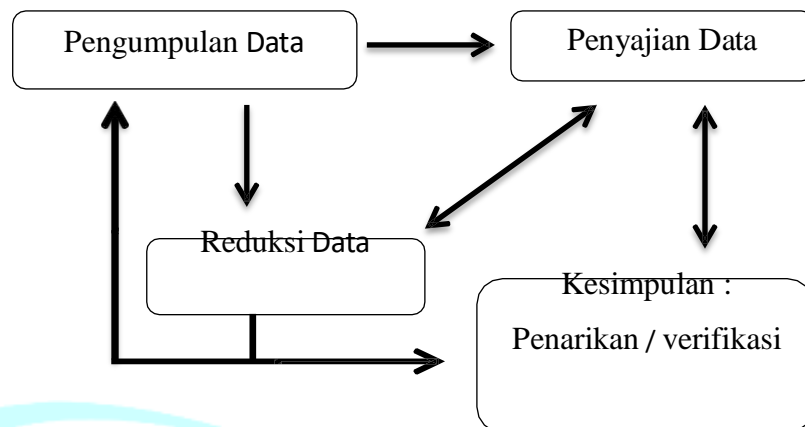 Pengumpulan Data
Penyajian Data
Reduksi Data
Kesimpulan :
Penarikan / verifikasi